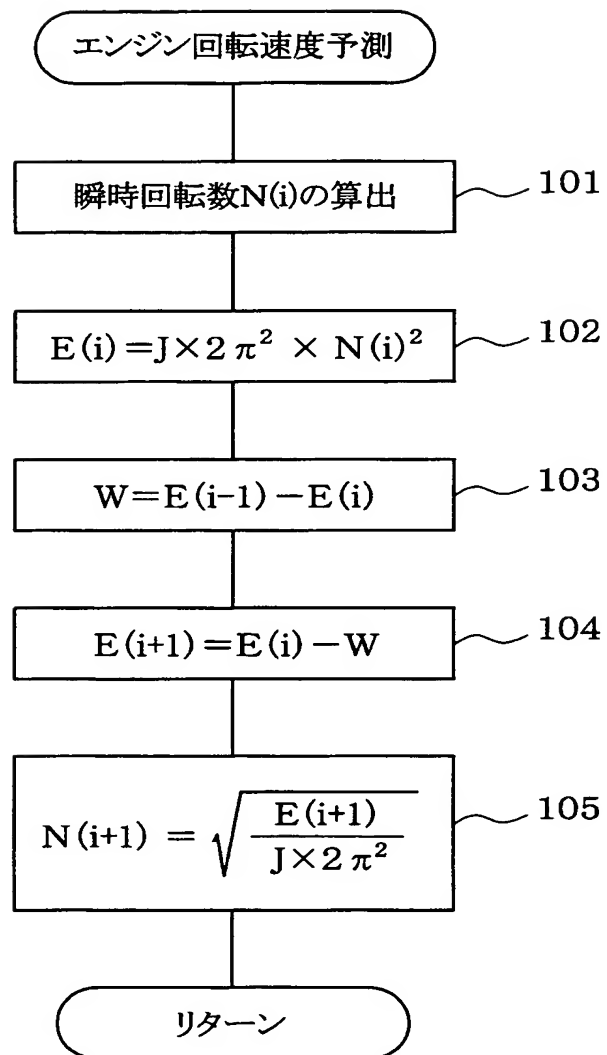 エンジン回転速度予測
瞬時回転数N(i)の算出 101
E(i)=J×2π² × N(i)² 102
W=E(i-1)-E(i) 103
E(i+1)=E(i)-W 104
N(i+1) = √(E(i+1) / J×2π²) 105
リターン